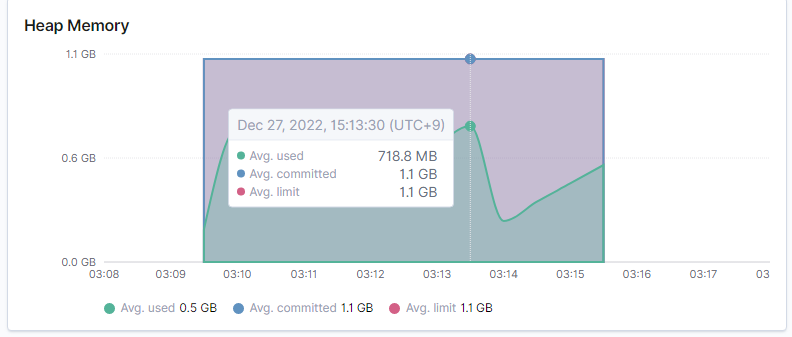 Heap Memory
1.1 GB
Dec 27, 2022, 15:13:30 (UTC+9)
Avg. used 718.8 MB
0.6 GB
Avg. committed 1.1 GB
Avg. limit 1.1 GB
0.0 GB
03:08 03:09 03:10 03:11 03:12 03:13 03:14 03:15 03:16 03:17 03
Avg. used 0.5 GB Avg. committed 1.1 GB Avg. limit 1.1 GB